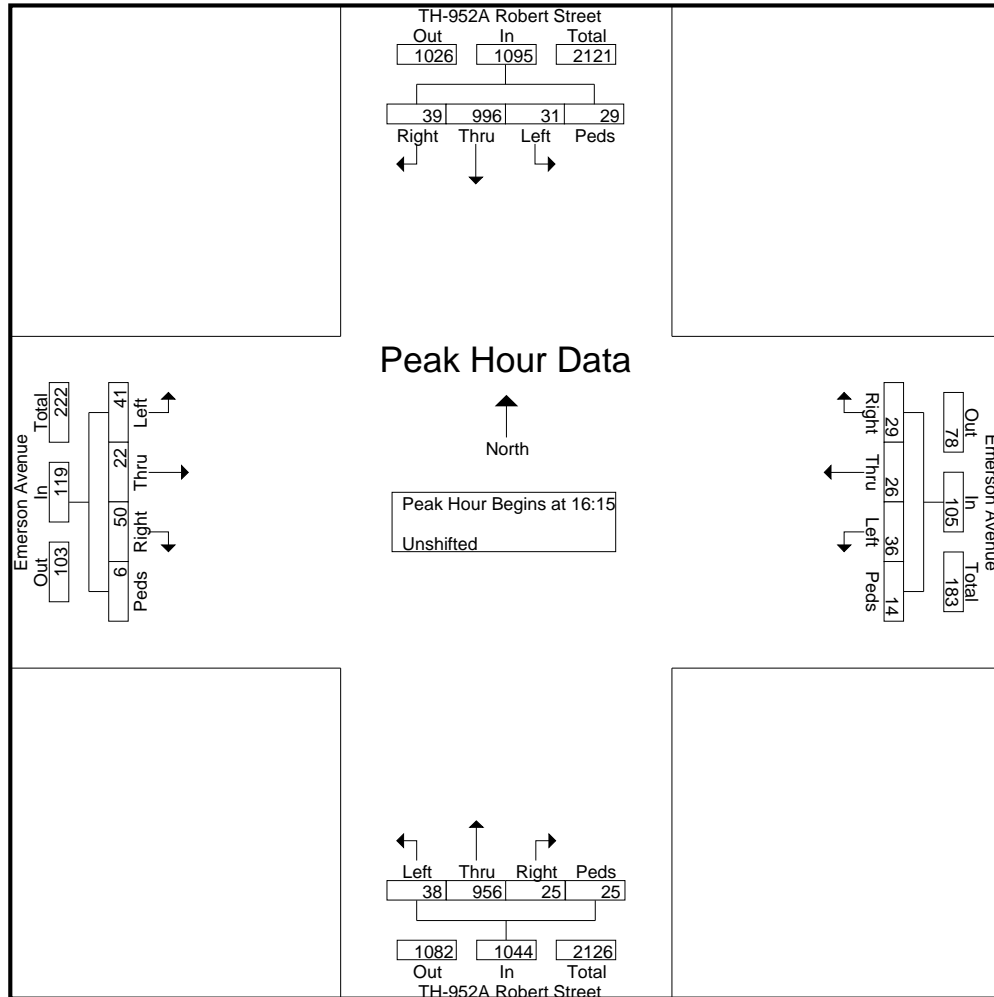 TH-952A Robert Street
Out In Total
1026 1095 2121
39 996 31 29
Right Thru Left Peds
Peak Hour Data
North
Peak Hour Begins at 16:15
Unshifted
Emerson Avenue
Total In Out
222 119 103
41 22 50 6
Left Thru Right Peds
Emerson Avenue
Out In Total
78 105 183
29 26 36 14
Right Thru Left Peds
Left Thru Right Peds
38 956 25 25
1082 1044 2126
Out In Total
TH-952A Robert Street